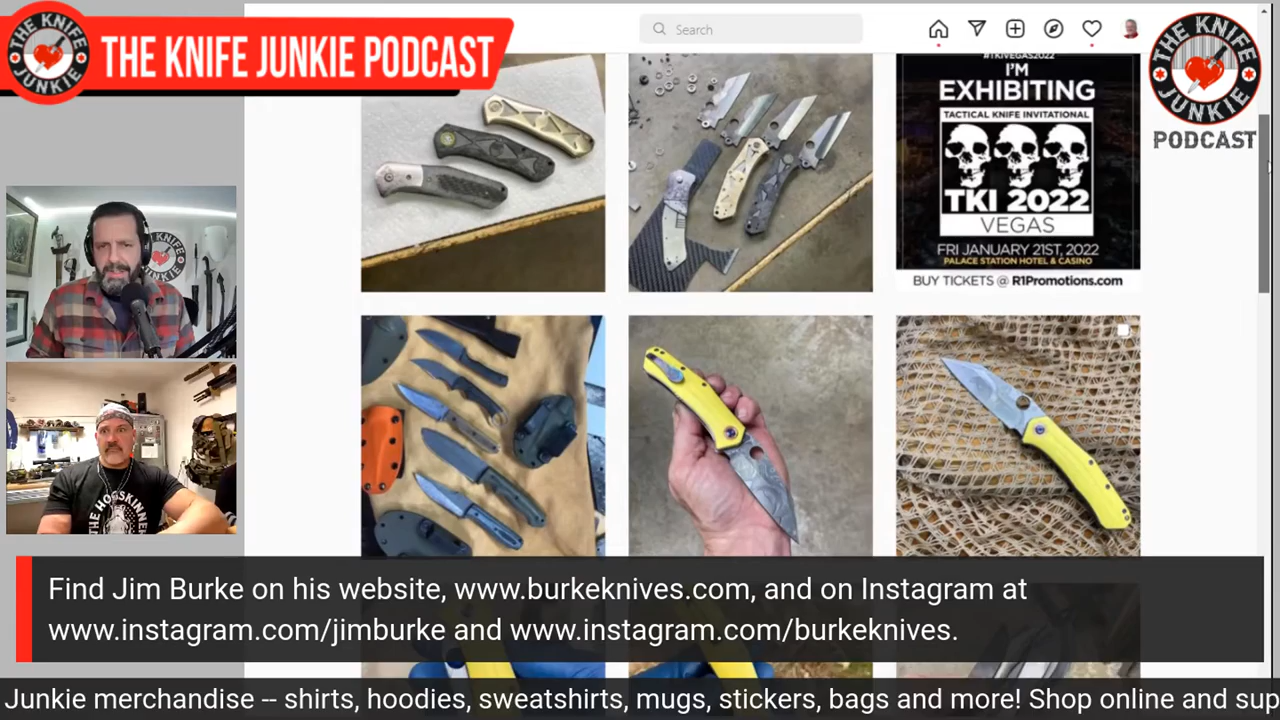 THE KNIFE JUNKIE
THE KNIFE JUNKIE PODCAST
Search
THE KNIFE JUNKIE
PODCAST
#TKIVEGAS2022
I'M
EXHIBITING
TACTICAL KNIFE INVITATIONAL
TKI 2022
VEGAS
FRI JANUARY 21ST, 2022
PALACE STATION HOTEL & CASINO
BUY TICKETS @ R1Promotions.com
THE KNIFE
JUNKIE
Find Jim Burke on his website, www.burkeknives.com, and on Instagram at
www.instagram.com/jimburke and www.instagram.com/burkeknives.
Junkie merchandise -- shirts, hoodies, sweatshirts, mugs, stickers, bags and more! Shop online and sup